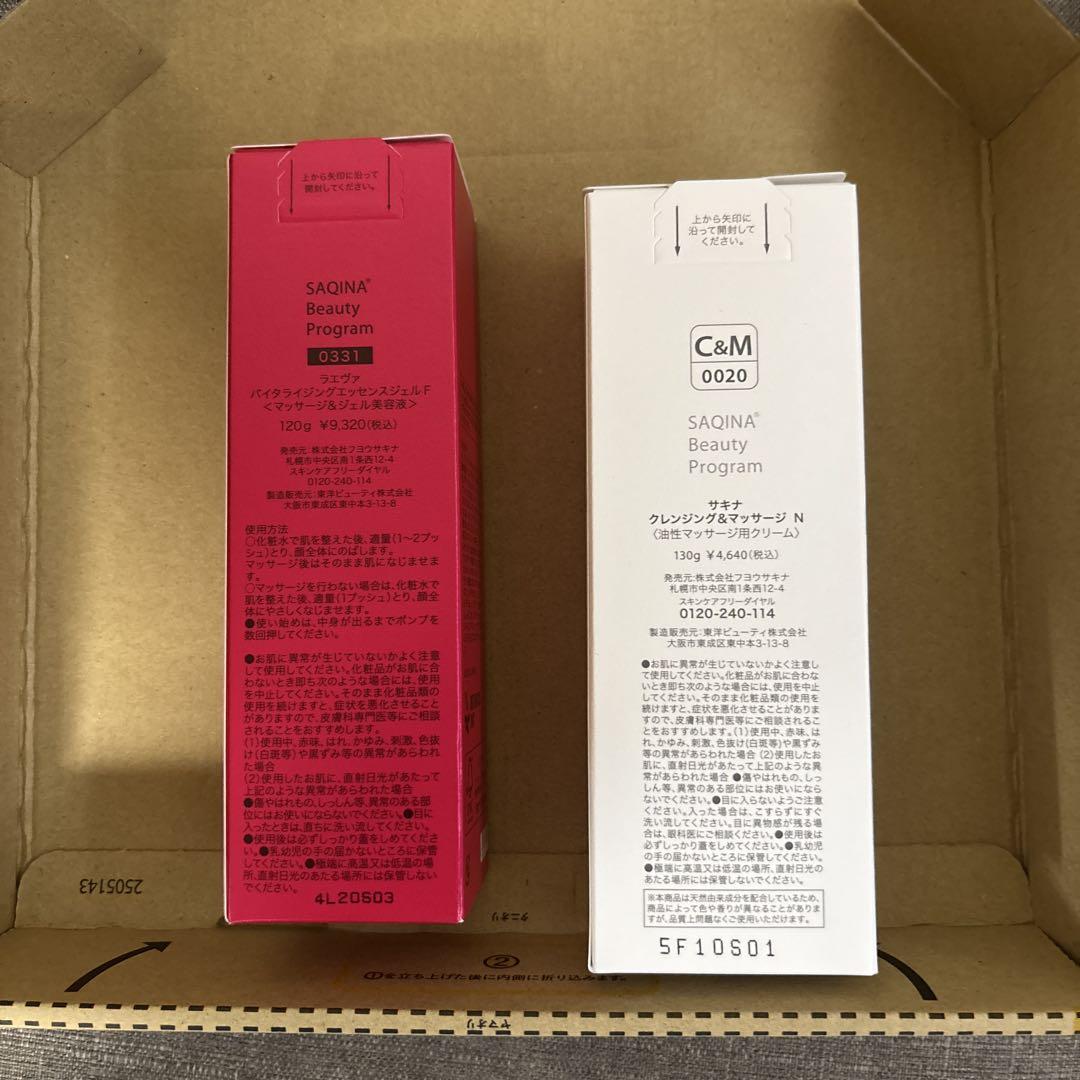 上から矢印に沿って
開封してください。
SAQINA®
Beauty
Program
0331
ラエヴァ
バイタライジングエッセンスジェルF
<マッサージ&ジェル美容液>
120g ¥9,320(税込)
発売元:株式会社フヨウサキナ
札幌市中央区南1条西12-4
スキンケアフリーダイヤル
0120-240-114
製造販売元:東洋ビューティ株式会社
大阪市東成区東中本3-13-8
使用方法
○化粧水で肌を整えた後、適量(1〜2プッ
シュ)とり、顔全体にのばします。
マッサージ後はそのまま肌になじませま
す。
○マッサージを行わない場合は、化粧水で
肌を整えた後、適量(1プッシュ)とり、顔全
体にやさしくなじませます。
●使い始めは、中身が出るまでポンプを
数回押してください。
●お肌に異常が生じていないかよく注意
して使用してください。化粧品がお肌に合
わないとき即ち次のような場合には、使用
を中止してください。そのまま化粧品類の
使用を続けますと、症状を悪化させることが
ありますので、皮膚科専門医等にご相談
されることをおすすめします。
(1)使用中、赤味、はれ、かゆみ、刺激、色抜
け(白斑等)や黒ずみ等の異常があらわれ
た場合
(2)使用したお肌に、直射日光があたって
上記のような異常があらわれた場合
●傷やはれもの、しっしん等、異常のある部
位にはお使いにならないでください。●目に
入ったときは、直ちに洗い流してください。
●使用後は必ずしっかり蓋をしめてくださ
い。●乳幼児の手の届かないところに保管
してください。●極端に高温又は低温の場
所、直射日光のあたる場所には保管しない
でください。
4L20S03
上から矢印に
沿って開封して
ください。
C&M
0020
SAQINA®
Beauty
Program
サキナ
クレンジング&マッサージ N
〈油性マッサージ用クリーム〉
130g ¥4,640(税込)
発売元:株式会社フヨウサキナ
札幌市中央区南1条西12-4
スキンケアフリーダイヤル
0120-240-114
製造販売元:東洋ビューティ株式会社
大阪市東成区東中本3-13-8
●お肌に異常が生じていないかよく注意し
て使用してください。化粧品がお肌に合わな
いとき即ち次のような場合には、使用を中止
してください。そのまま化粧品類の使用を
続けますと、症状を悪化させることがありま
すので、皮膚科専門医等にご相談されるこ
とをおすすめします。(1)使用中、赤味、は
れ、かゆみ、刺激、色抜け(白斑等)や黒ずみ
等の異常があらわれた場合 (2)使用したお
肌に、直射日光があたって上記のような異
常があらわれた場合 ●傷やはれもの、しっ
しん等、異常のある部位にはお使いになら
ないでください。●目に入らないようご注意
ください。入った場合は、こすらずにすぐ
洗い流してください。目に異物感が残る場
合は、眼科医にご相談ください。●使用後は
必ずしっかり蓋をしめてください。●乳幼児
の手の届かないところに保管してください。
●極端に高温又は低温の場所、直射日光の
あたる場所には保管しないでください。
※本商品は天然由来成分を配合しているため、
商品によって色や香りが異なることがありま
すが、品質上問題なくご使用いただけます。
5F10S01
2505143
タニオリ
②
①を立ち上げた後に内側に折り込みます。
ヤマオリ